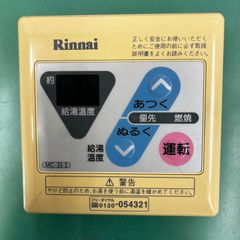 Rinnai
正しく安全にお使いいただく
ためにご使用の前に必ず取扱
説明書をよくお読みください。
約
給湯温度
あつく
優先 燃焼
ぬるく
給湯
温度
運転
MC-33-2
警告
やけど防止のため、お湯を使う前に湯温を確かめてください。
フリーダイヤル 0120-054321